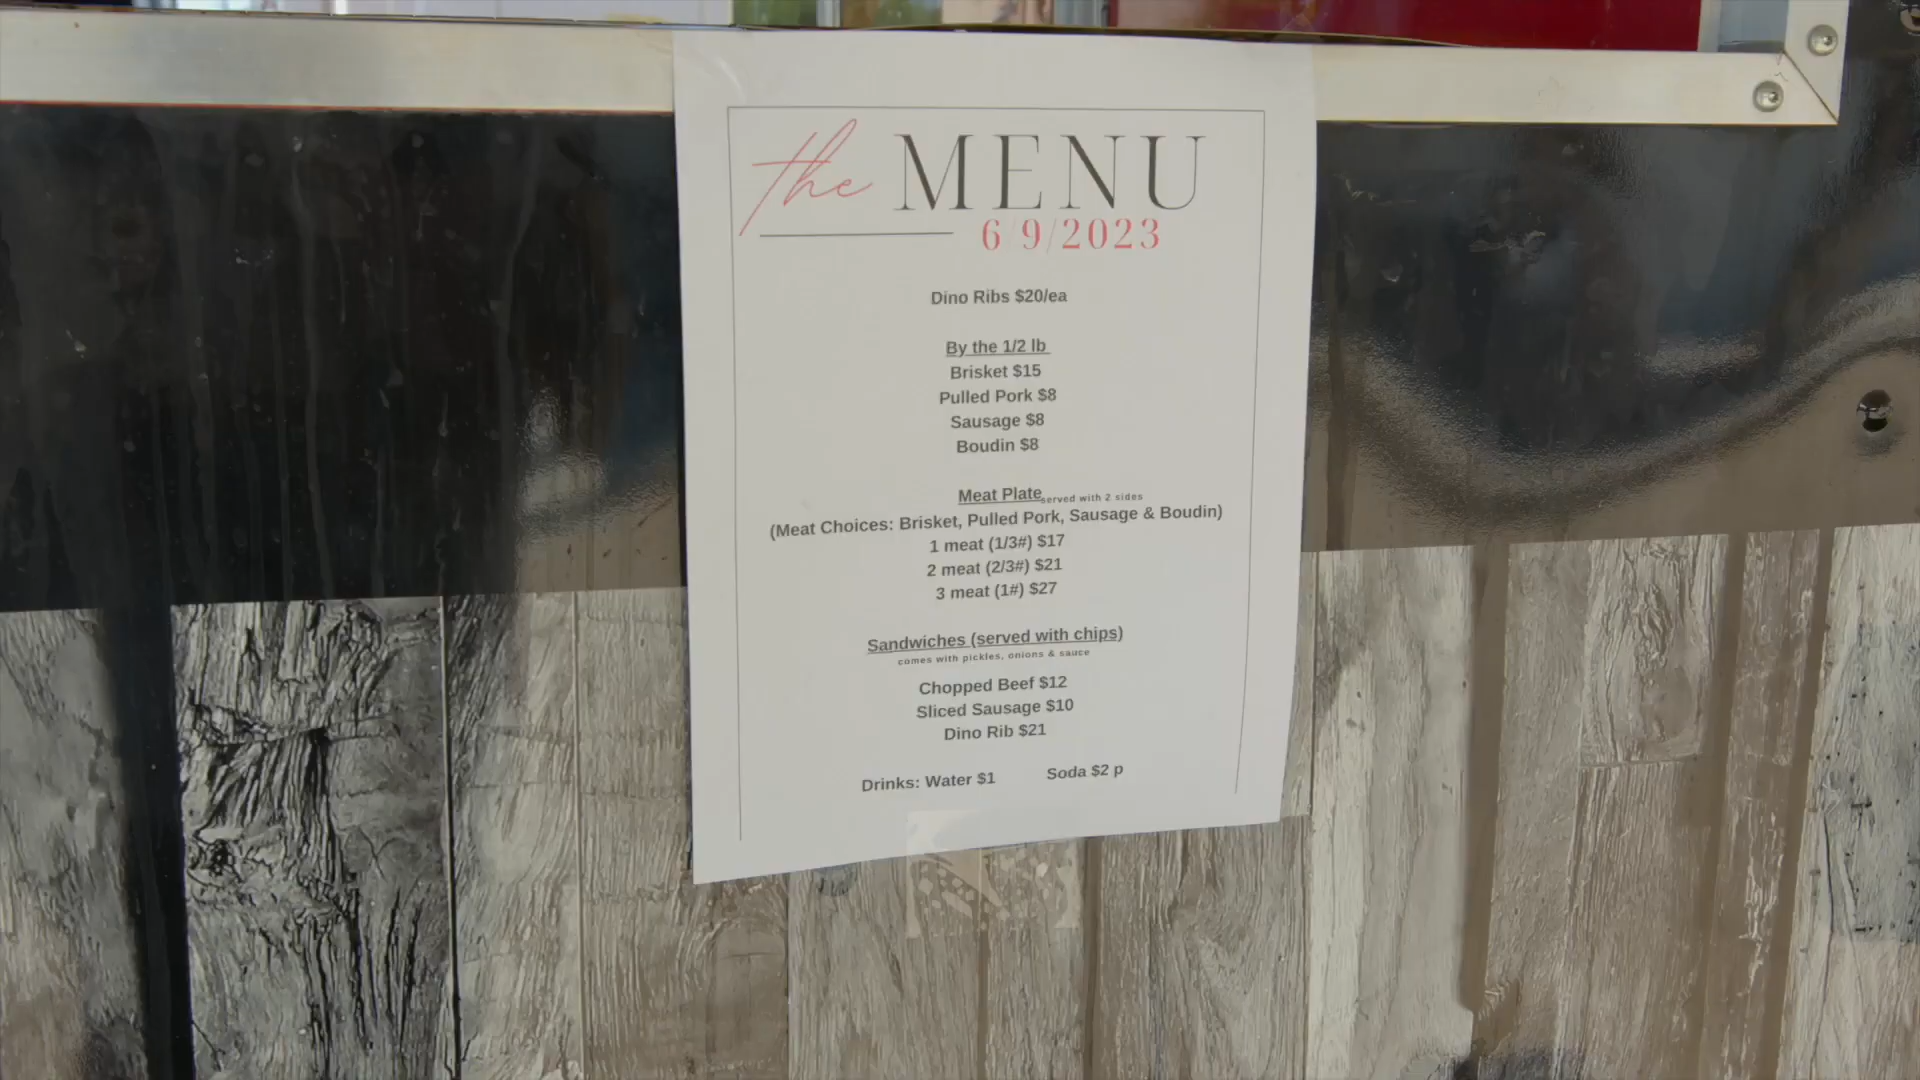 the MENU
6/9/2023
Dino Ribs $20/ea
By the 1/2 lb
Brisket $15
Pulled Pork $8
Sausage $8
Boudin $8
Meat Plate served with 2 sides
(Meat Choices: Brisket, Pulled Pork, Sausage & Boudin)
1 meat (1/3#) $17
2 meat (2/3#) $21
3 meat (1#) $27
Sandwiches (served with chips)
comes with pickles, onions & sauce
Chopped Beef $12
Sliced Sausage $10
Dino Rib $21
Drinks: Water $1 Soda $2 p